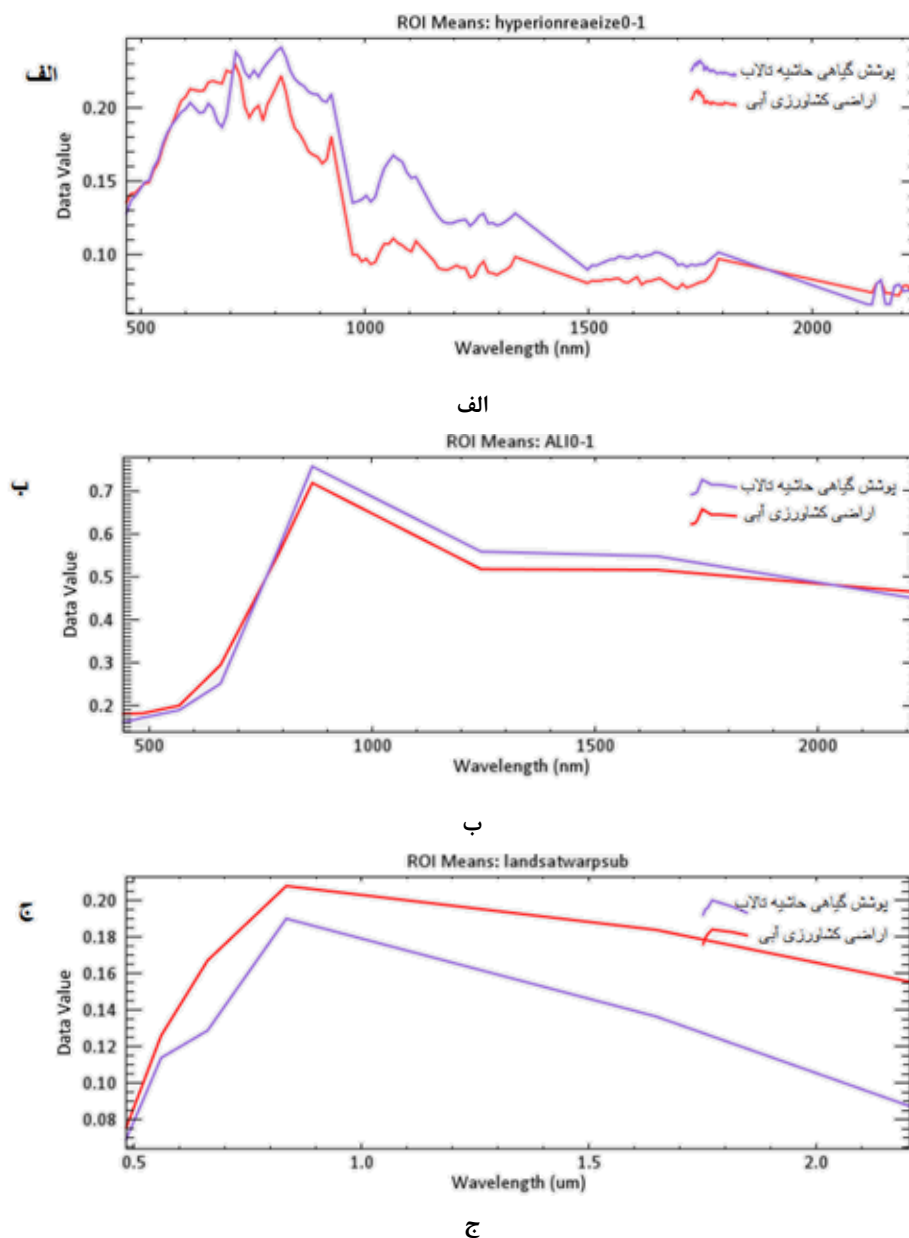 ROI Means: hyperionreaeize0-1
الف
پوشش گیاهی حاشیه تالاب
اراضی کشاورزی آبی
Data Value
0.20
0.15
0.10
500 1000 1500 2000
Wavelength (nm)
الف
ROI Means: ALI0-1
ب
پوشش گیاهی حاشیه تالاب
اراضی کشاورزی آبی
Data Value
0.7
0.6
0.5
0.4
0.3
0.2
500 1000 1500 2000
Wavelength (nm)
ب
ROI Means: landsatwarpsub
ج
پوشش گیاهی حاشیه تالاب
اراضی کشاورزی آبی
Data Value
0.20
0.18
0.16
0.14
0.12
0.10
0.08
0.5 1.0 1.5 2.0
Wavelength (um)
ج